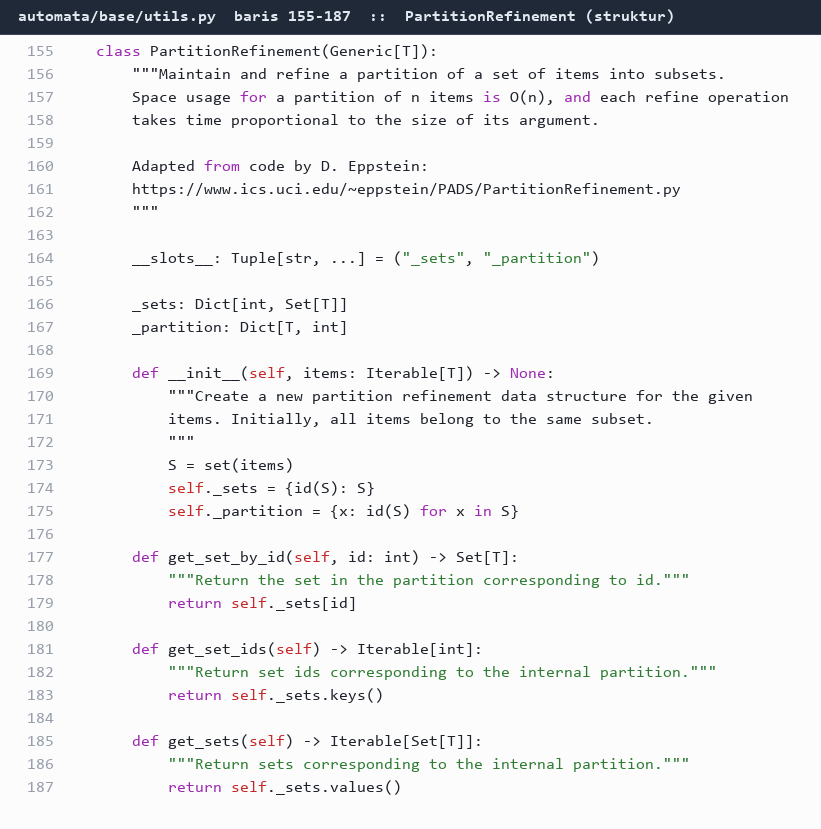 automata/base/utils.py  baris 155-187  ::  PartitionRefinement (struktur)
155    class PartitionRefinement(Generic[T]):
156        """Maintain and refine a partition of a set of items into subsets.
157        Space usage for a partition of n items is O(n), and each refine operation
158        takes time proportional to the size of its argument.
159
160        Adapted from code by D. Eppstein:
161        https://www.ics.uci.edu/~eppstein/PADS/PartitionRefinement.py
162        """
163
164        __slots__: Tuple[str, ...] = ("_sets", "_partition")
165
166        _sets: Dict[int, Set[T]]
167        _partition: Dict[T, int]
168
169        def __init__(self, items: Iterable[T]) -> None:
170            """Create a new partition refinement data structure for the given
171            items. Initially, all items belong to the same subset.
172            """
173            S = set(items)
174            self._sets = {id(S): S}
175            self._partition = {x: id(S) for x in S}
176
177        def get_set_by_id(self, id: int) -> Set[T]:
178            """Return the set in the partition corresponding to id."""
179            return self._sets[id]
180
181        def get_set_ids(self) -> Iterable[int]:
182            """Return set ids corresponding to the internal partition."""
183            return self._sets.keys()
184
185        def get_sets(self) -> Iterable[Set[T]]:
186            """Return sets corresponding to the internal partition."""
187            return self._sets.values()